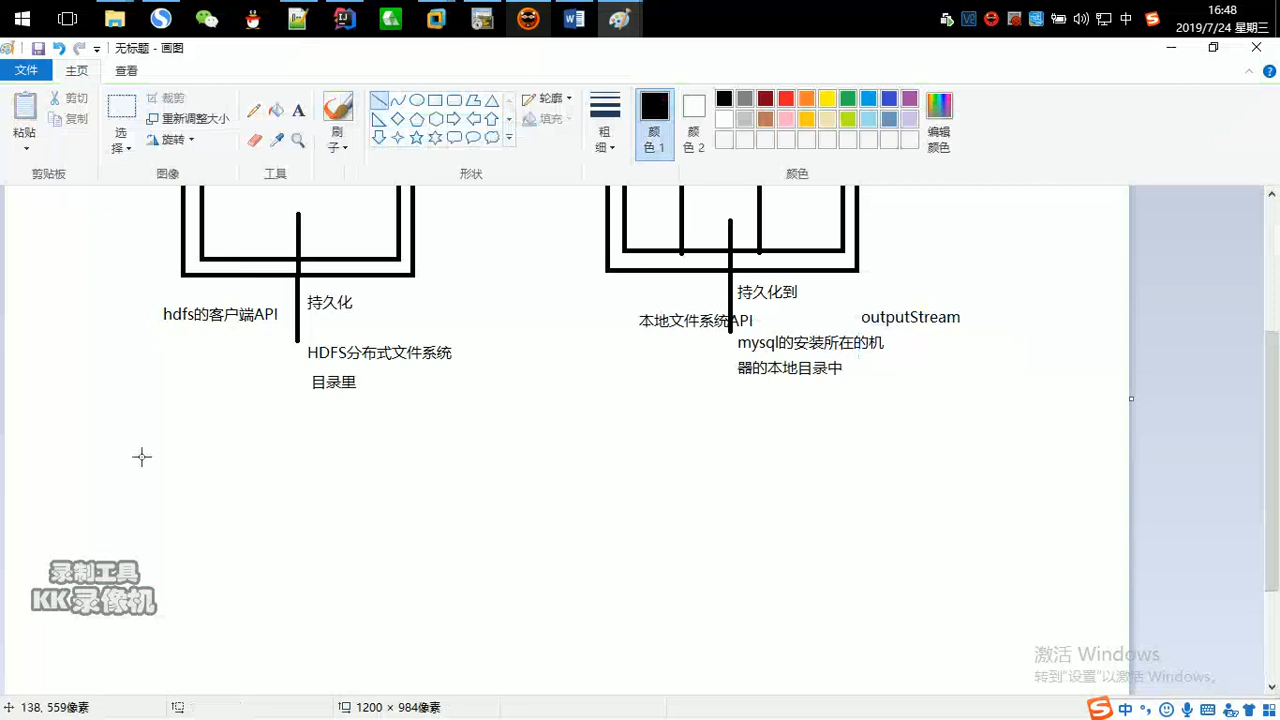 16:48
2019/7/24 星期三
中
无标题 - 画图
文件
主页
查看
粘贴
剪切
复制
剪贴板
选择
裁剪
重新调整大小
旋转
图像
A
工具
刷子
轮廓
填充
形状
粗细
颜色 1
颜色 2
编辑颜色
颜色
持久化
hdfs的客户端API
HDFS分布式文件系统
目录里
持久化到
本地文件系统API
outputStream
mysql的安装所在的机
器的本地目录中
录制工具
KK录像机
激活 Windows
转到"设置"以激活 Windows。
138, 559像素
1200 × 984像素
中